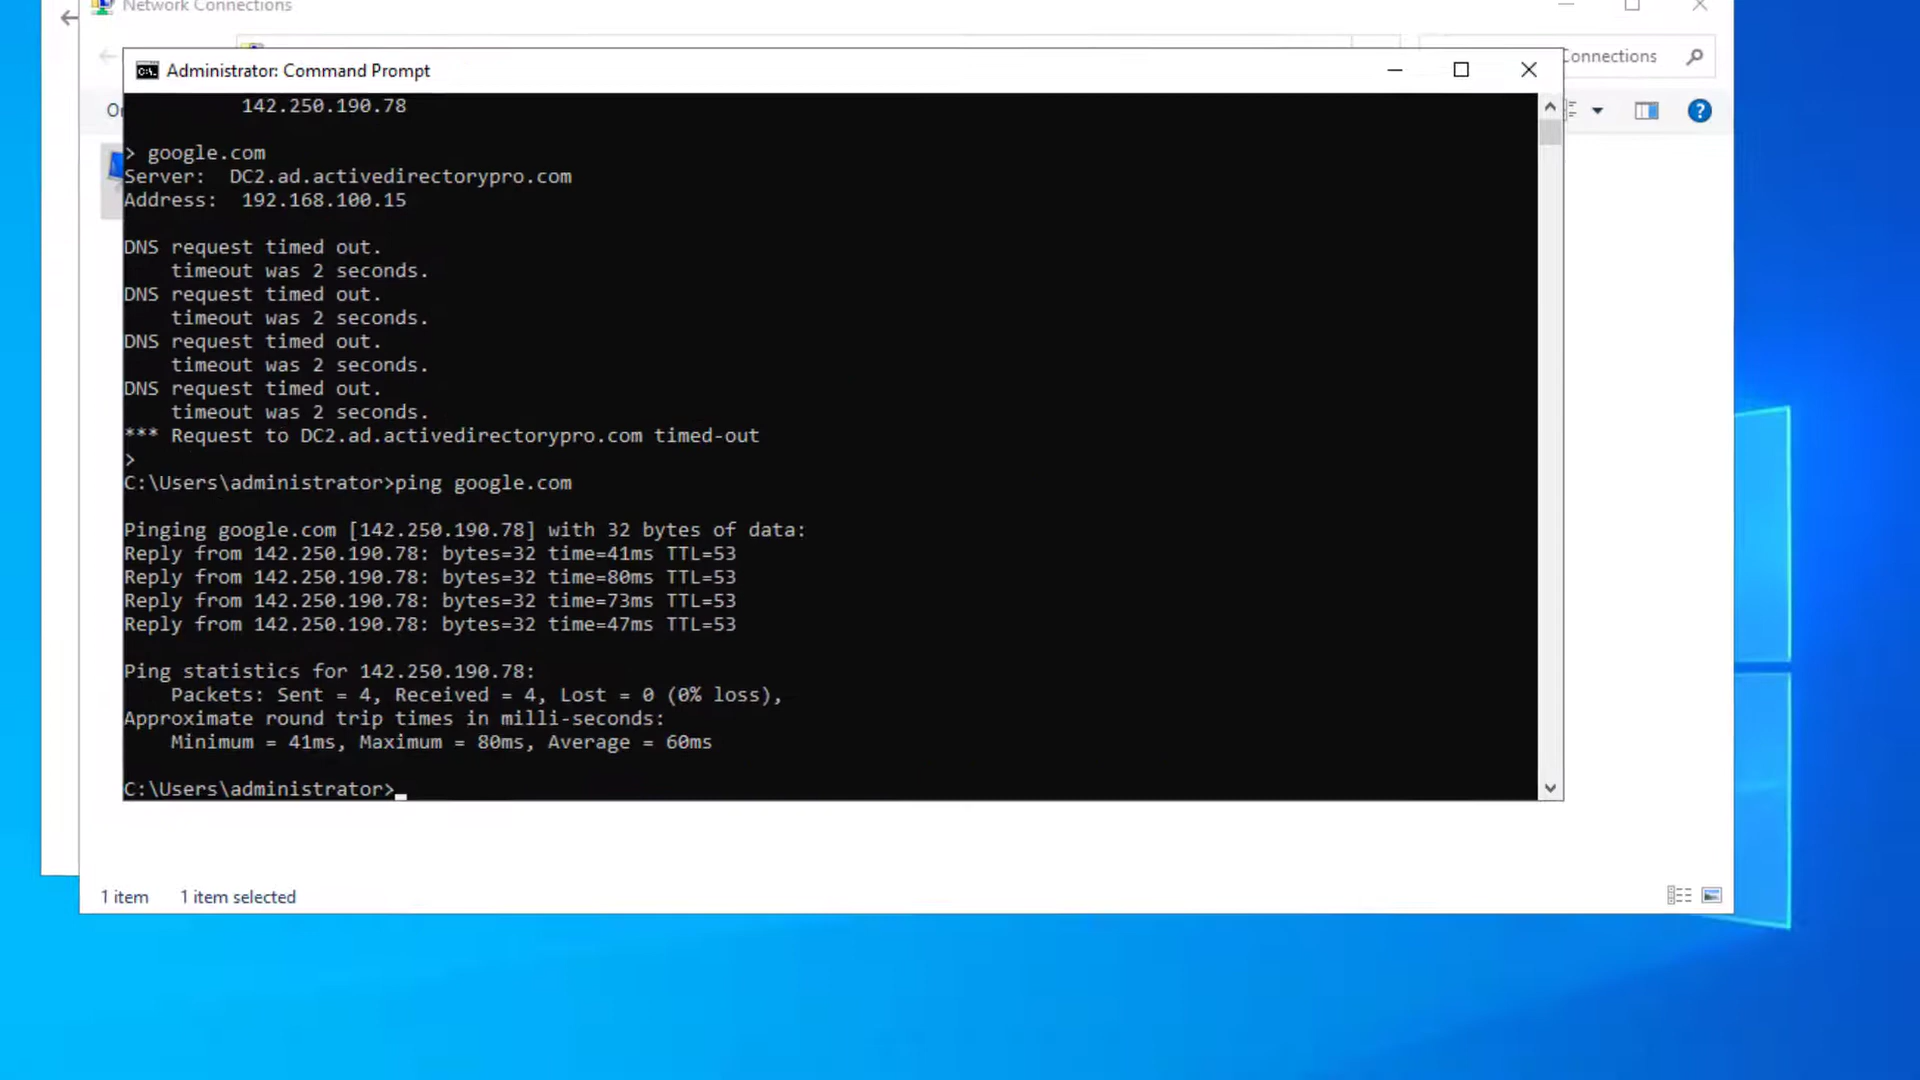 Network Connections
Connections
Administrator: Command Prompt
Or
142.250.190.78
> google.com
Server:  DC2.ad.activedirectorypro.com
Address:  192.168.100.15
DNS request timed out.
    timeout was 2 seconds.
DNS request timed out.
    timeout was 2 seconds.
DNS request timed out.
    timeout was 2 seconds.
DNS request timed out.
    timeout was 2 seconds.
*** Request to DC2.ad.activedirectorypro.com timed-out
>
C:\Users\administrator>ping google.com
Pinging google.com [142.250.190.78] with 32 bytes of data:
Reply from 142.250.190.78: bytes=32 time=41ms TTL=53
Reply from 142.250.190.78: bytes=32 time=80ms TTL=53
Reply from 142.250.190.78: bytes=32 time=73ms TTL=53
Reply from 142.250.190.78: bytes=32 time=47ms TTL=53
Ping statistics for 142.250.190.78:
    Packets: Sent = 4, Received = 4, Lost = 0 (0% loss),
Approximate round trip times in milli-seconds:
    Minimum = 41ms, Maximum = 80ms, Average = 60ms
C:\Users\administrator>
1 item 1 item selected